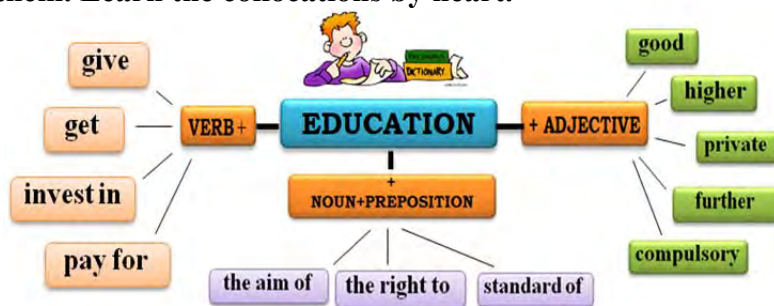 Learn the collocations by heart.
DICTIONARY
give
get
invest in
pay for
VERB+
EDUCATION
+
NOUN+PREPOSITION
the aim of
the right to
standard of
+ ADJECTIVE
good
higher
private
further
compulsory